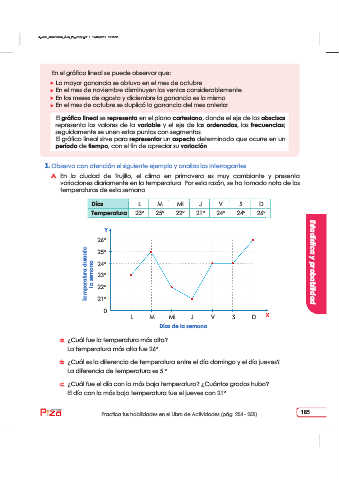 En el gráfico lineal se puede observar que:
La mayor ganancia se obtuvo en el mes de octubre
En el mes de noviembre disminuyen las ventas considerablemente
En los meses de agosto y diciembre la ganancia es la misma
En el mes de octubre se duplicó la ganancia del mes anterior
El gráfico lineal se representa en el plano cartesiano, donde el eje de las abscisas
representa los valores de la variable y el eje de las ordenadas, las frecuencias;
seguidamente se unen estos puntos con segmentos
El gráfico lineal sirve para representar un aspecto determinado que ocurre en un
periodo de tiempo, con el fin de apreciar su variación
1. Observa con atención el siguiente ejemplo y analiza las interrogantes
A. En la ciudad de Trujillo, el clima en primavera es muy cambiante y presenta
variaciones diariamente en la temperatura. Por esta razón, se ha tomado nota de las
temperaturas de esta semana
Días L M Mi J V S D
Temperatura 23° 25° 22° 21° 24° 24° 26°
Y
26°
25°
24°
23°
22°
21°
0
L M Mi J V S D X
Temperatura durante
la semana
Días de la semana
Estadística y probabilidad
a. ¿Cuál fue la temperatura más alta?
La temperatura más alta fue 26°.
b. ¿Cuál es la diferencia de temperatura entre el día domingo y el día jueves?
La diferencia de temperatura es 5 °
c. ¿Cuál fue el día con la más baja temperatura? ¿Cuántos grados hubo?
El día con la más baja temperatura fue el jueves con 21°
Practica tus habilidades en el Libro de Actividades (pág.
185